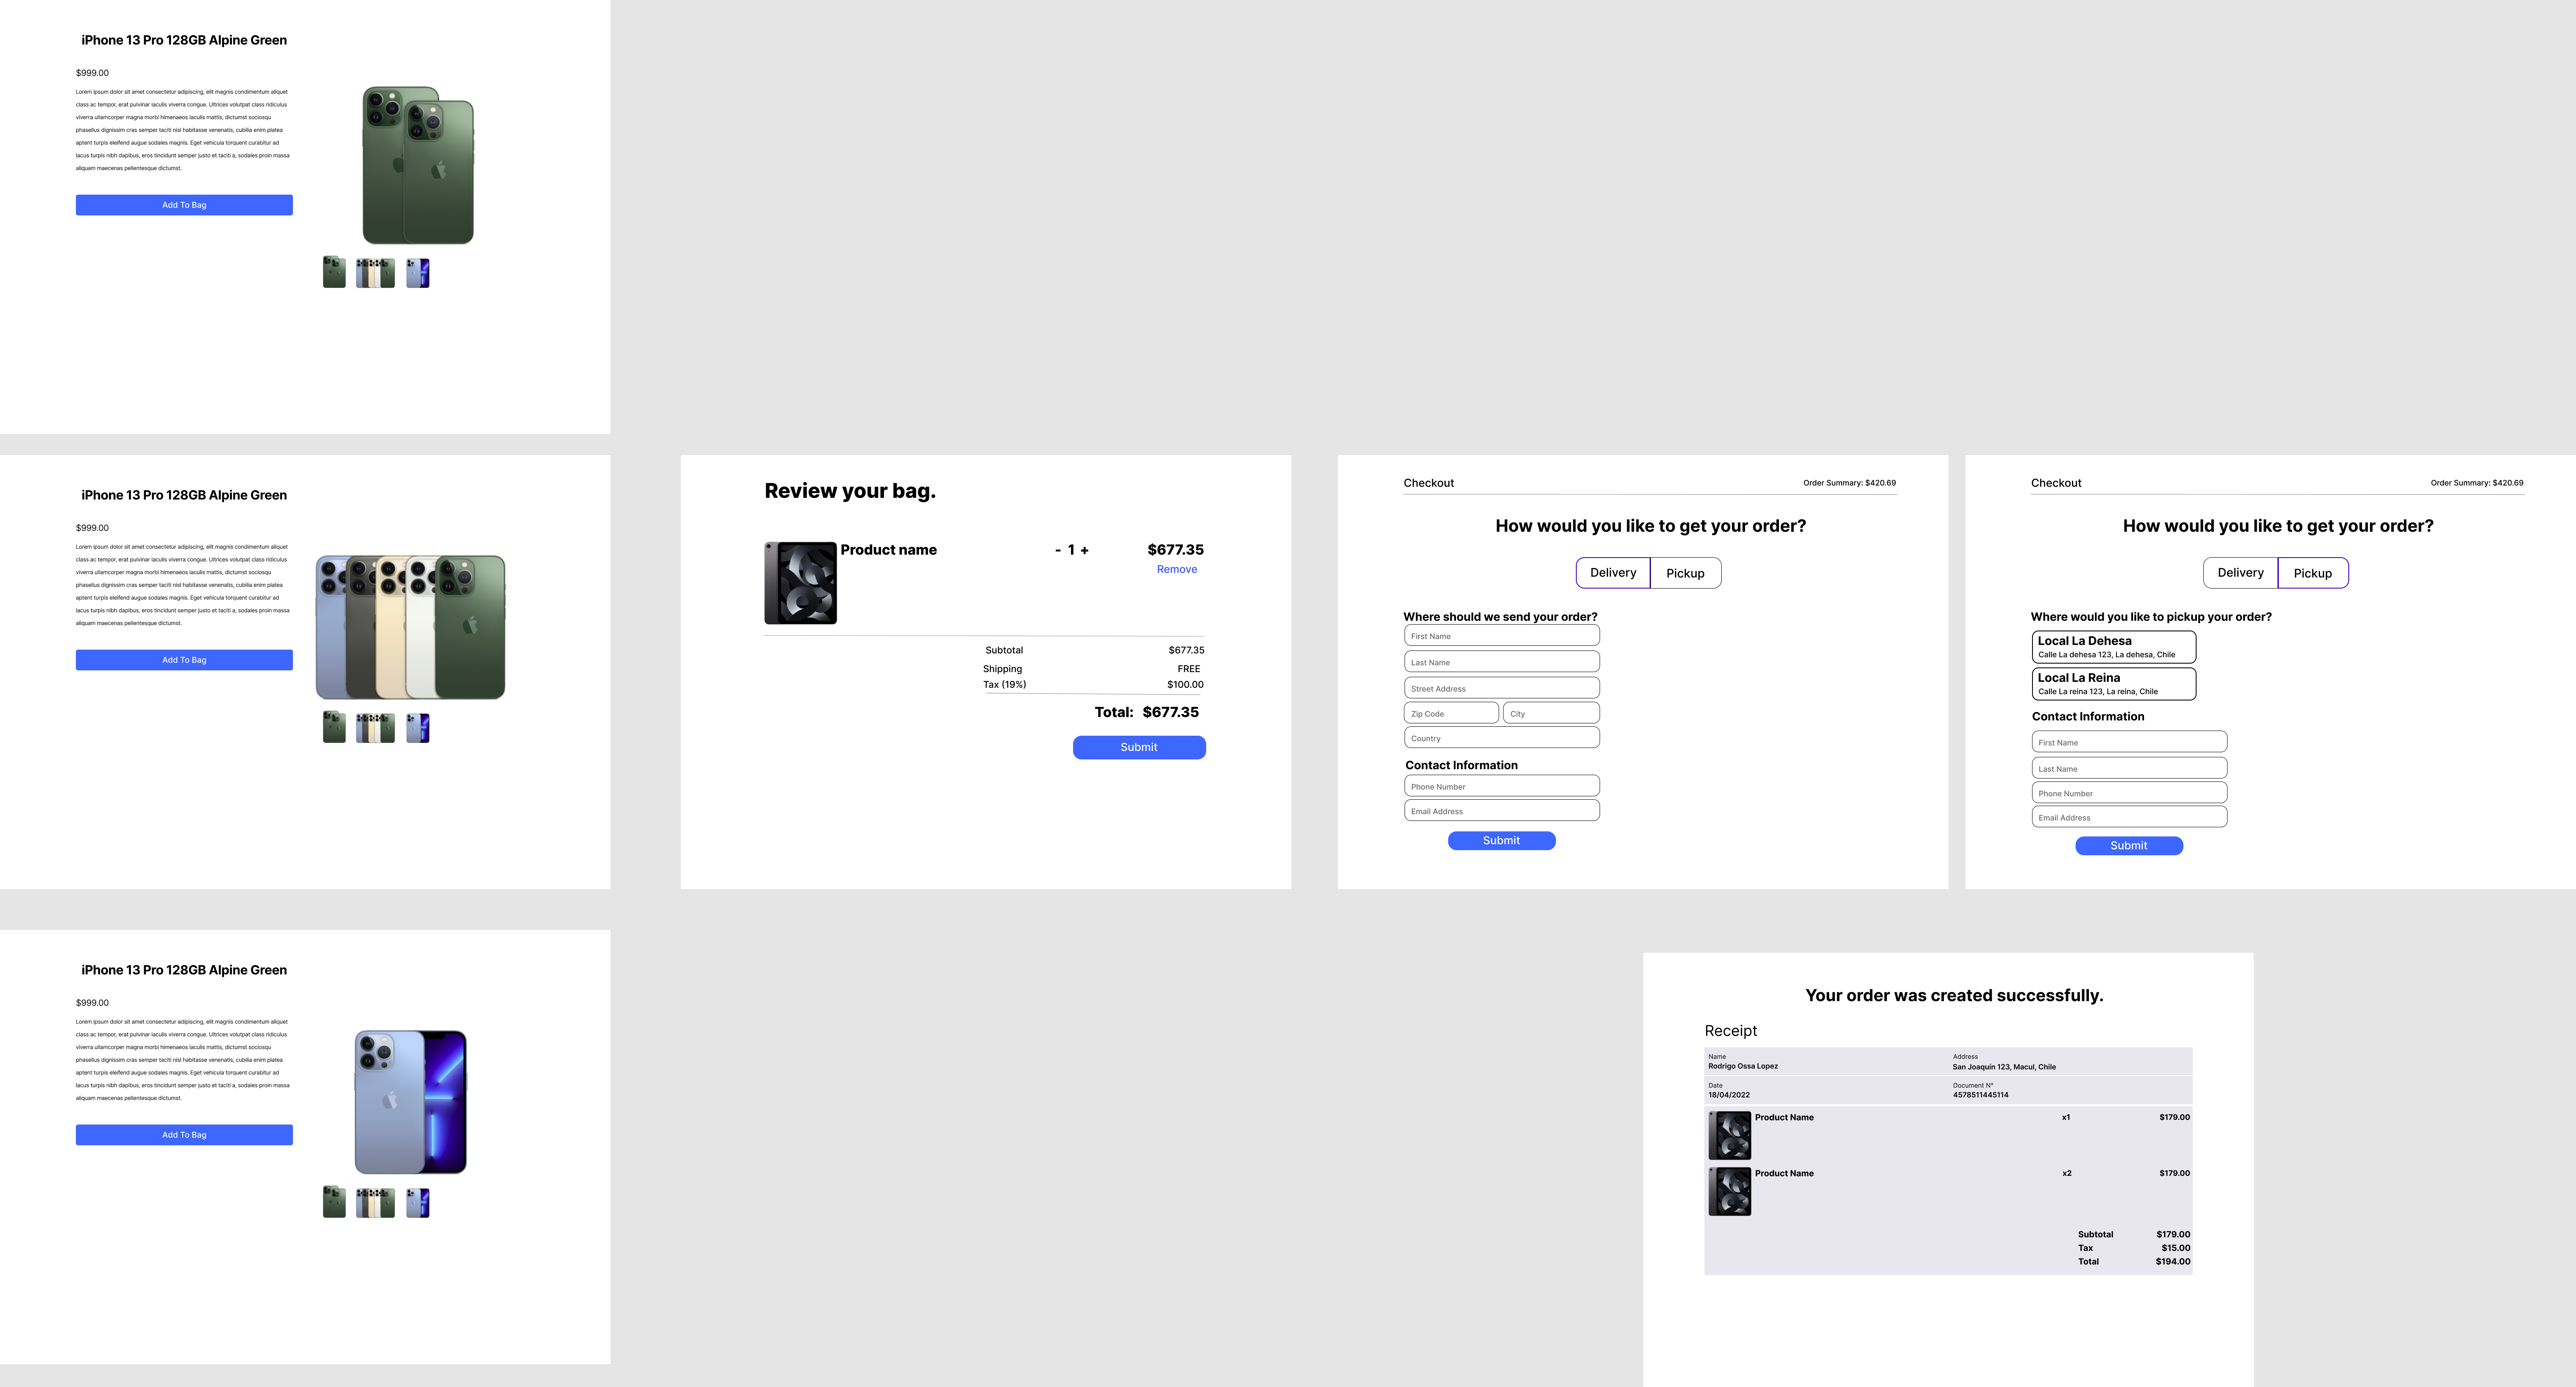 iPhone 13 Pro 128GB Alpine Green
$999.00
Lorem ipsum dolor sit amet consectetur adipiscing, elit magnis condimentum aliquet
class ac tempor, erat pulvinar iaculis viverra congue. Ultrices volutpat class ridiculus
viverra ullamcorper magna morbi himenaeos iaculis mattis, dictumst sociosqu
phasellus dignissim cras semper taciti nisl habitasse venenatis, cubilia enim platea
aptent turpis eleifend augue sodales magnis. Eget vehicula torquent curabitur ad
lacus turpis nibh dapibus, eros tincidunt semper justo et taciti a, sodales proin massa
aliquam maecenas pellentesque dictumst.
Add To Bag
iPhone 13 Pro 128GB Alpine Green
$999.00
Lorem ipsum dolor sit amet consectetur adipiscing, elit magnis condimentum aliquet
class ac tempor, erat pulvinar iaculis viverra congue. Ultrices volutpat class ridiculus
viverra ullamcorper magna morbi himenaeos iaculis mattis, dictumst sociosqu
phasellus dignissim cras semper taciti nisl habitasse venenatis, cubilia enim platea
aptent turpis eleifend augue sodales magnis. Eget vehicula torquent curabitur ad
lacus turpis nibh dapibus, eros tincidunt semper justo et taciti a, sodales proin massa
aliquam maecenas pellentesque dictumst.
Add To Bag
Review your bag.
Product name - 1 + $677.35
Remove
Subtotal $677.35
Shipping FREE
Tax (19%) $100.00
Total: $677.35
Submit
Checkout Order Summary: $420.69
How would you like to get your order?
Delivery Pickup
Where should we send your order?
First Name
Last Name
Street Address
Zip Code City
Country
Contact Information
Phone Number
Email Address
Submit
Checkout Order Summary: $420.69
How would you like to get your order?
Delivery Pickup
Where would you like to pickup your order?
Local La Dehesa
Calle La dehesa 123, La dehesa, Chile
Local La Reina
Calle La reina 123, La reina, Chile
Contact Information
First Name
Last Name
Phone Number
Email Address
Submit
iPhone 13 Pro 128GB Alpine Green
$999.00
Lorem ipsum dolor sit amet consectetur adipiscing, elit magnis condimentum aliquet
class ac tempor, erat pulvinar iaculis viverra congue. Ultrices volutpat class ridiculus
viverra ullamcorper magna morbi himenaeos iaculis mattis, dictumst sociosqu
phasellus dignissim cras semper taciti nisl habitasse venenatis, cubilia enim platea
aptent turpis eleifend augue sodales magnis. Eget vehicula torquent curabitur ad
lacus turpis nibh dapibus, eros tincidunt semper justo et taciti a, sodales proin massa
aliquam maecenas pellentesque dictumst.
Add To Bag
Your order was created successfully.
Receipt
Name Address
Rodrigo Ossa Lopez San Joaquín 123, Macul, Chile
Date Document N°
18/04/2022 4578511445114
Product Name x1 $179.00
Product Name x2 $179.00
Subtotal $179.00
Tax $15.00
Total $194.00